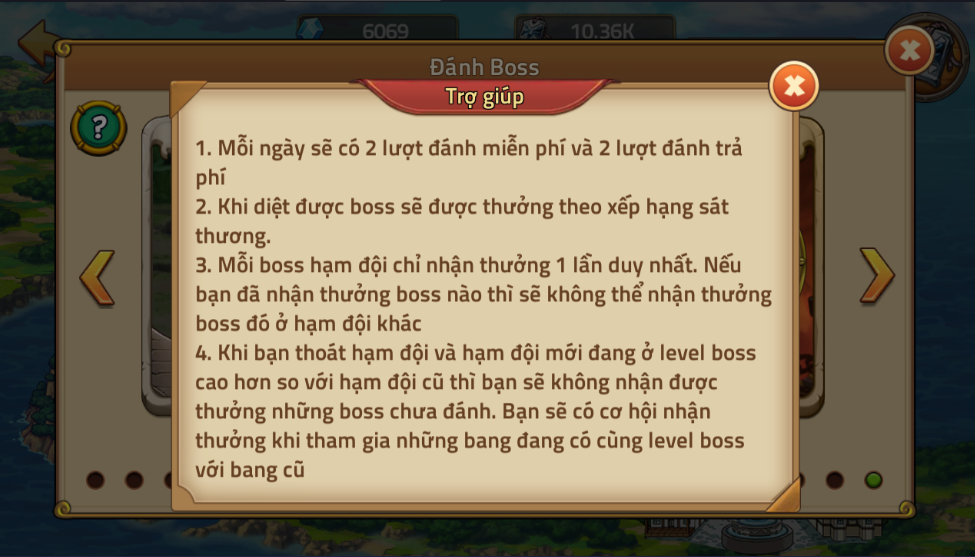 6069
10.36K
Đánh Boss
Trợ giúp
?
1. Mỗi ngày sẽ có 2 lượt đánh miễn phí và 2 lượt đánh trả
phí
2. Khi diệt được boss sẽ được thưởng theo xếp hạng sát
thương.
3. Mỗi boss hạm đội chỉ nhận thưởng 1 lần duy nhất. Nếu
bạn đã nhận thưởng boss nào thì sẽ không thể nhận thưởng
boss đó ở hạm đội khác
4. Khi bạn thoát hạm đội và hạm đội mới đang ở level boss
cao hơn so với hạm đội cũ thì bạn sẽ không nhận được
thưởng những boss chưa đánh. Bạn sẽ có cơ hội nhận
thưởng khi tham gia những bang đang có cùng level boss
với bang cũ